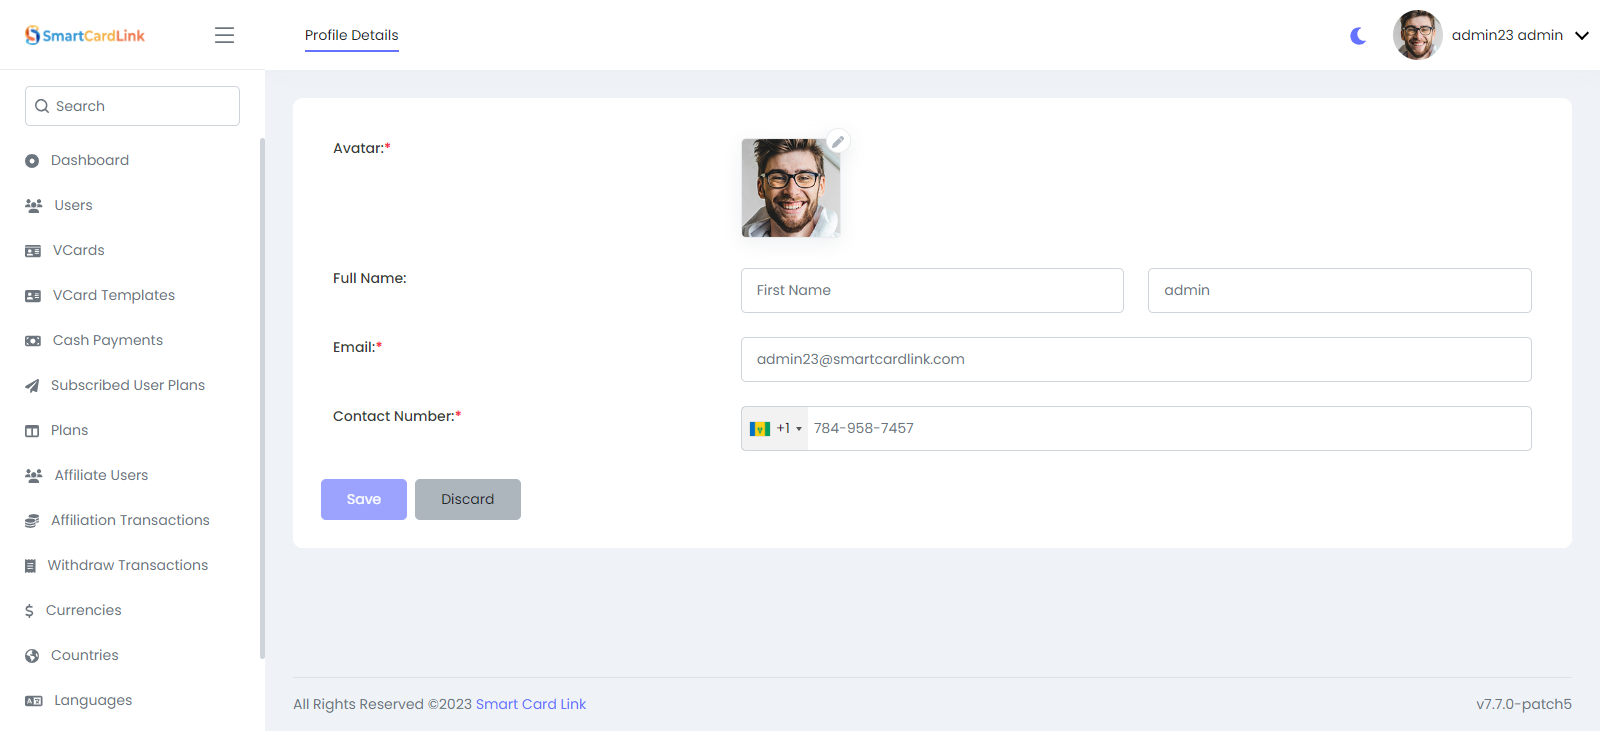 SmartCardLink
Profile Details
admin23 admin
Search
Dashboard
Users
VCards
VCard Templates
Cash Payments
Subscribed User Plans
Plans
Affiliate Users
Affiliation Transactions
Withdraw Transactions
Currencies
Countries
Languages
Avatar:*
Full Name:
First Name
admin
Email:*
admin23@smartcardlink.com
Contact Number:*
+1
784-958-7457
Save
Discard
All Rights Reserved ©2023 Smart Card Link
v7.7.0-patch5